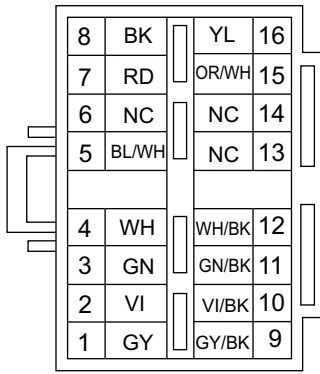 8 BK YL 16
7 RD OR/WH 15
6 NC NC 14
5 BL/WH NC 13
4 WH WH/BK 12
3 GN GN/BK 11
2 VI VI/BK 10
1 GY GY/BK 9